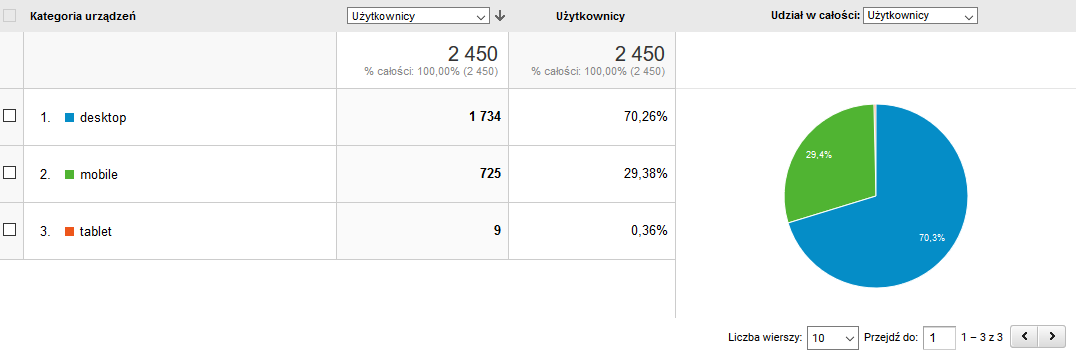 Kategoria urządzeń Użytkownicy Użytkownicy Udział w całości: Użytkownicy
2 450 2 450
% całości: 100,00% (2 450) % całości: 100,00% (2 450)
1. desktop 1 734 70,26%
2. mobile 725 29,38%
3. tablet 9 0,36%
29,4%
70,3%
Liczba wierszy: 10 Przejdź do: 1 1 – 3 z 3